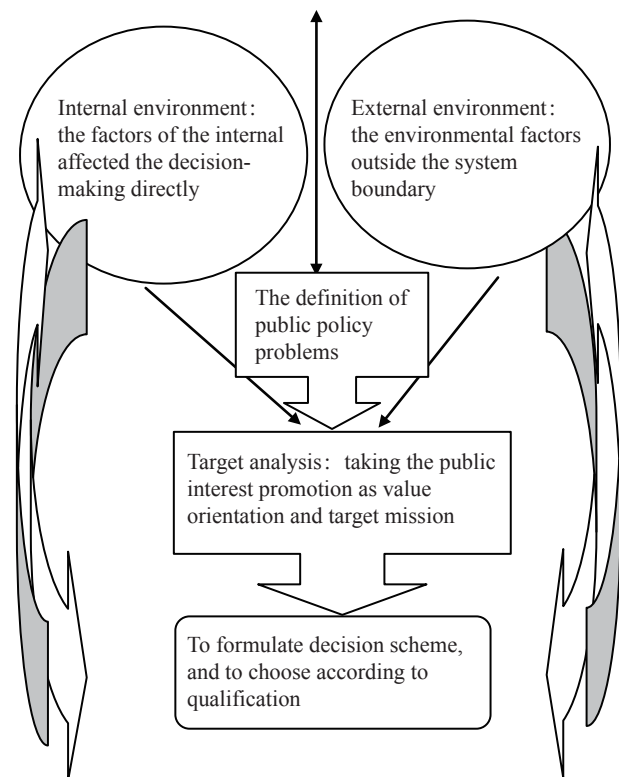 Internal environment:
the factors of the internal
affected the decision-
making directly
External environment:
the environmental factors
outside the system
boundary
The definition of
public policy
problems
Target analysis: taking the public
interest promotion as value
orientation and target mission
To formulate decision scheme,
and to choose according to
qualification